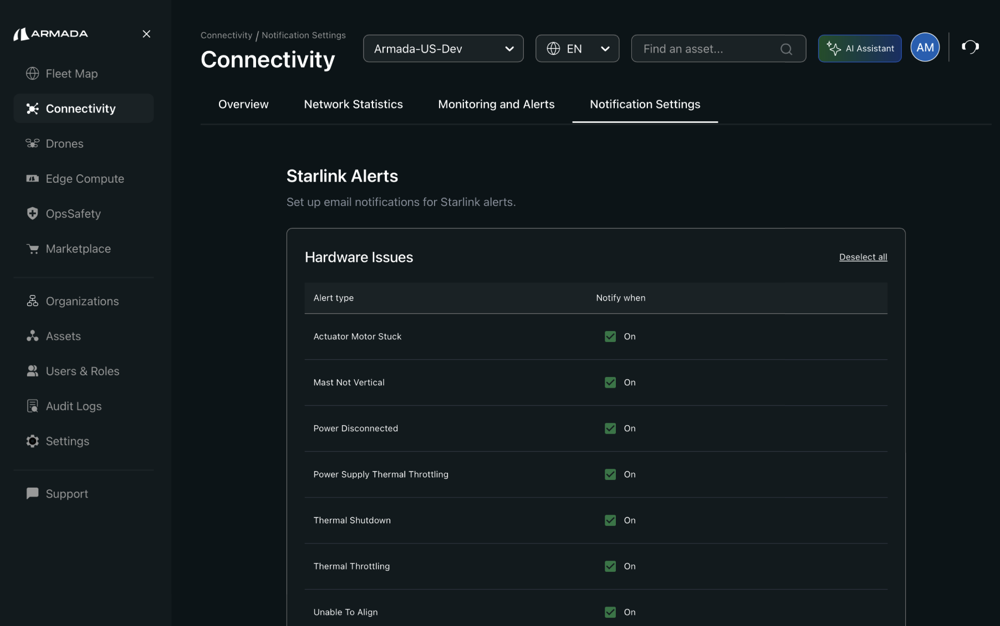 ARMADA
Fleet Map
Connectivity
Drones
Edge Compute
OpsSafety
Marketplace
Organizations
Assets
Users & Roles
Audit Logs
Settings
Support
Connectivity / Notification Settings
Connectivity
Armada-US-Dev
EN
Find an asset...
AI Assistant
AM
Overview
Network Statistics
Monitoring and Alerts
Notification Settings
Starlink Alerts
Set up email notifications for Starlink alerts.
Hardware Issues
Deselect all
Alert type Notify when
Actuator Motor Stuck On
Mast Not Vertical On
Power Disconnected On
Power Supply Thermal Throttling On
Thermal Shutdown On
Thermal Throttling On
Unable To Align On